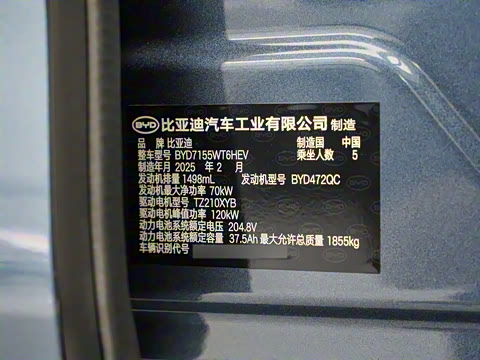 BYD 比亚迪汽车工业有限公司 制造
品 牌 比亚迪 制造国 中国
整车型号 BYD7155WT6HEV 乘坐人数 5
制造年月 2025 年 2 月
发动机排量 1498mL 发动机型号 BYD472QC
发动机最大净功率 70kW
驱动电机型号 TZ210XYB
驱动电机峰值功率 120kW
动力电池系统额定电压 204.8V
动力电池系统额定容量 37.5Ah 最大允许总质量 1855kg
车辆识别代号